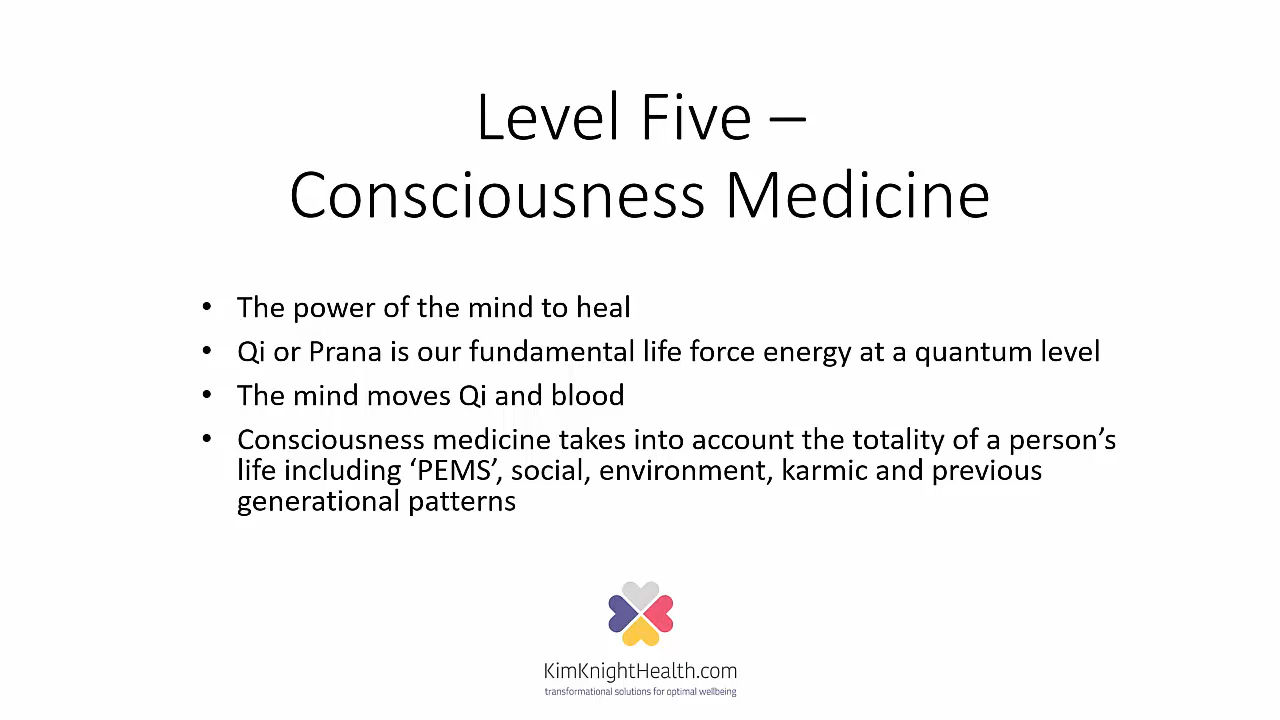 Level Five –
Consciousness Medicine
• The power of the mind to heal
• Qi or Prana is our fundamental life force energy at a quantum level
• The mind moves Qi and blood
• Consciousness medicine takes into account the totality of a person’s
life including ‘PEMS’, social, environment, karmic and previous
generational patterns
KimKnightHealth.com
transformational solutions for optimal wellbeing